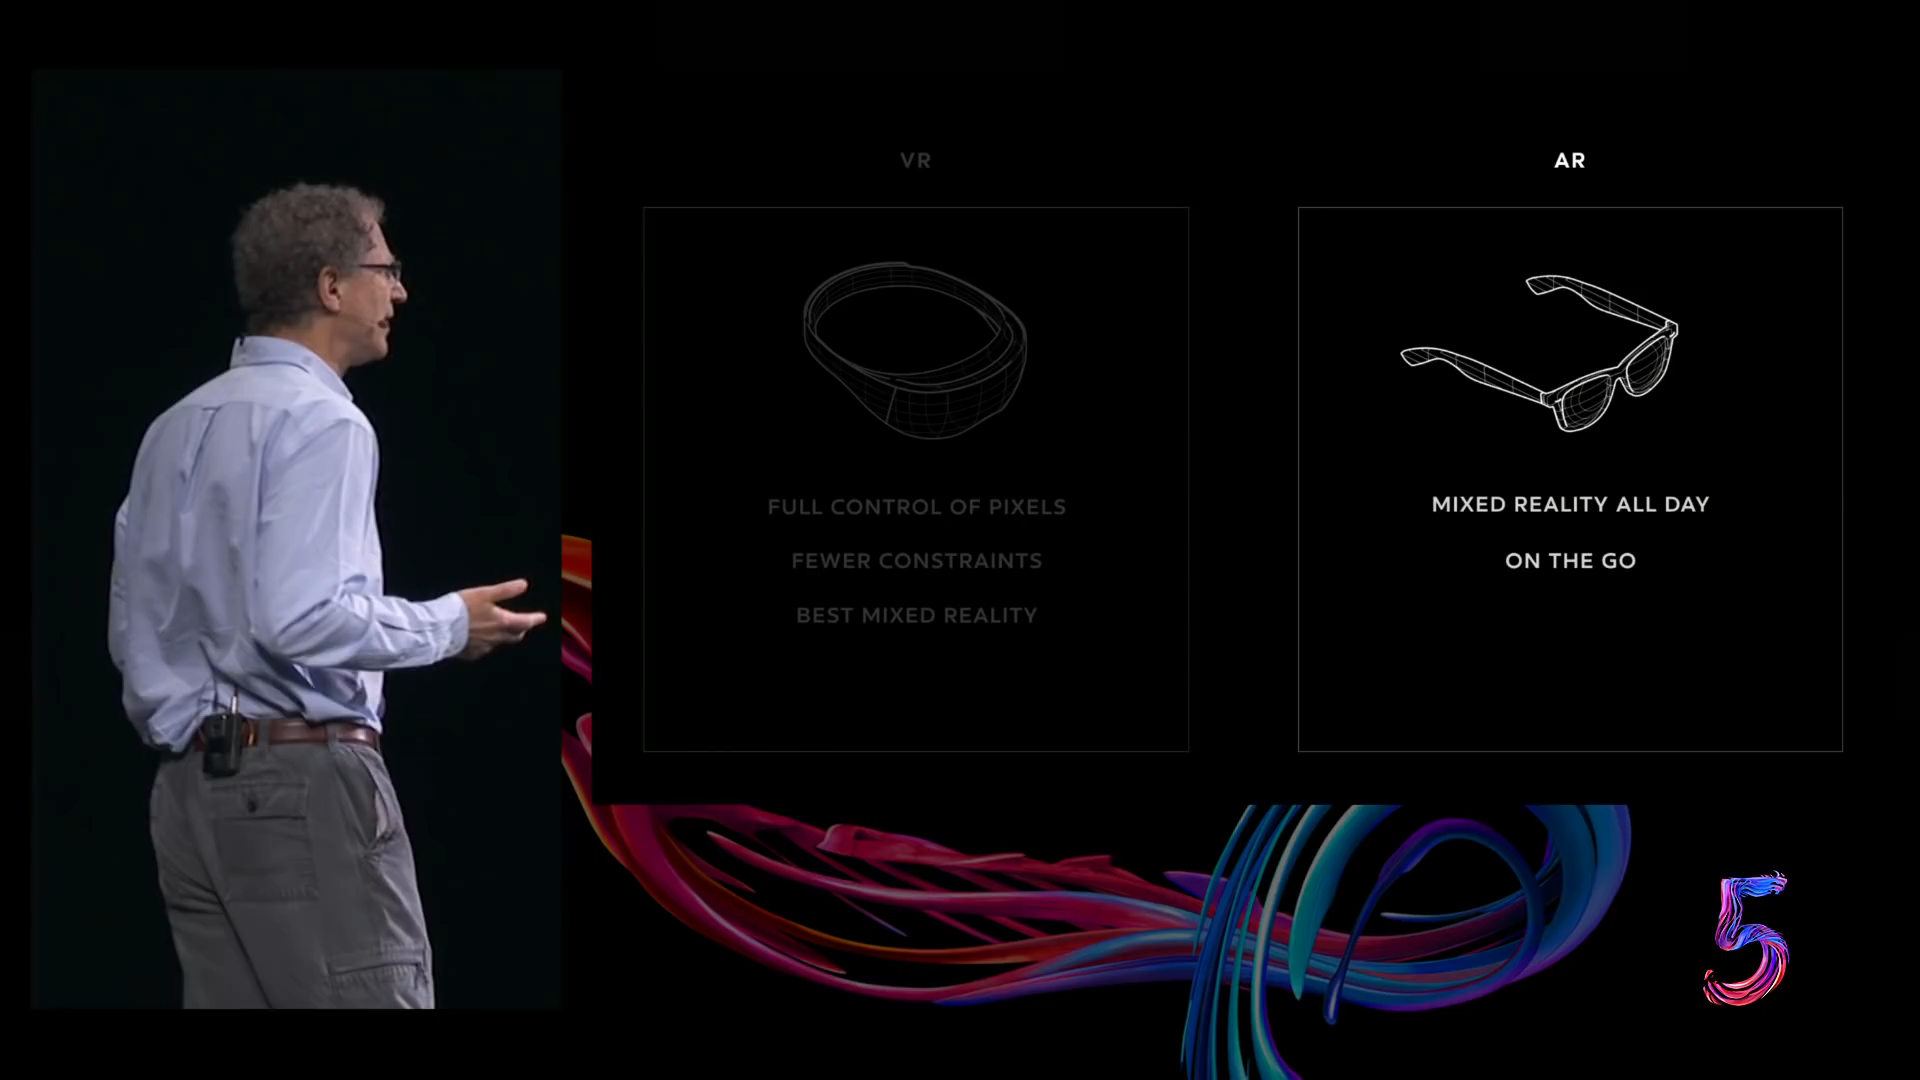 VR
FULL CONTROL OF PIXELS
FEWER CONSTRAINTS
BEST MIXED REALITY
AR
MIXED REALITY ALL DAY
ON THE GO
5